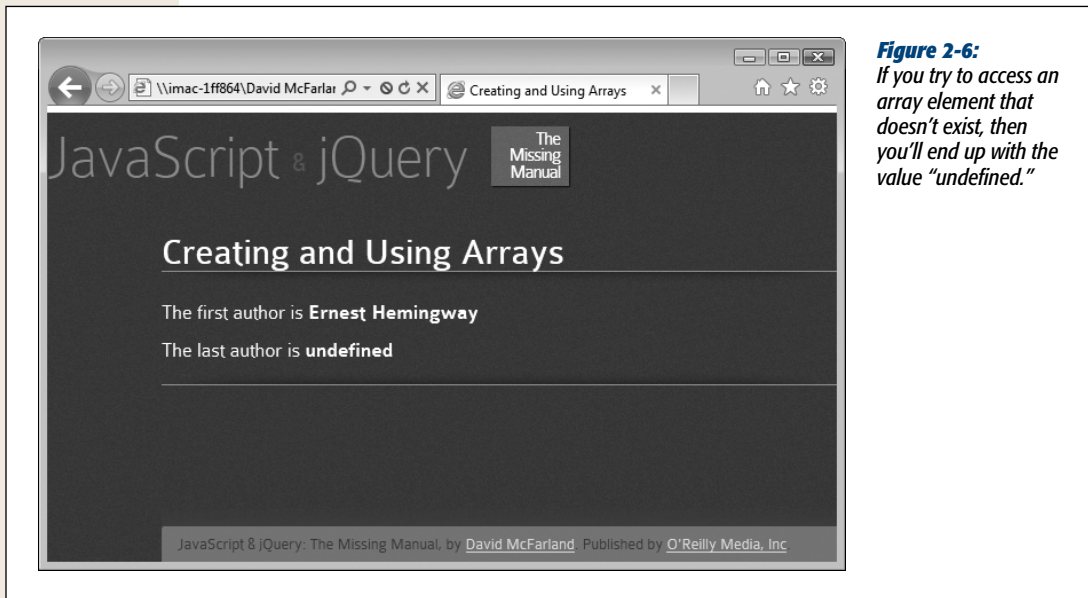 \\imac-1ff864\David McFarlar
Creating and Using Arrays
JavaScript & jQuery
The
Missing
Manual
Creating and Using Arrays
The first author is Ernest Hemingway
The last author is undefined
JavaScript & jQuery: The Missing Manual, by David McFarland. Published by O'Reilly Media, Inc.
Figure 2-6:
If you try to access an
array element that
doesn't exist, then
you'll end up with the
value “undefined.”